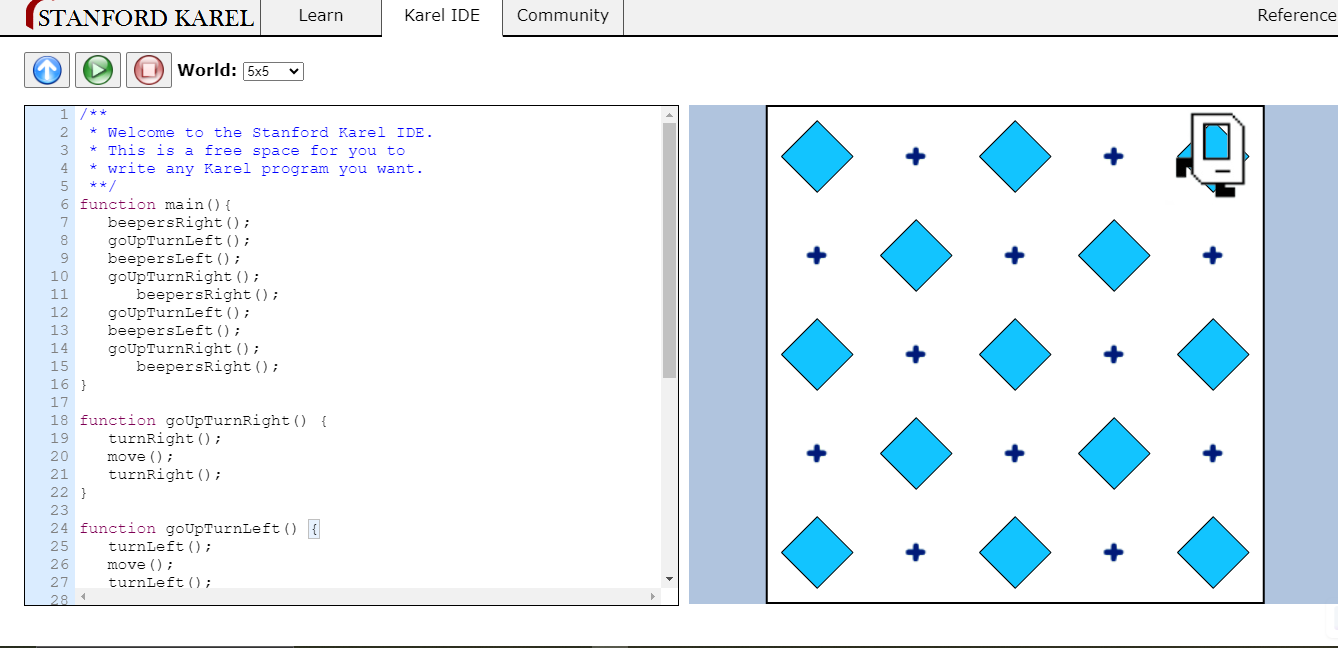 STANFORD KAREL Learn Karel IDE Community Reference
World: 5x5
1 /**
2  * Welcome to the Stanford Karel IDE.
3  * This is a free space for you to
4  * write any Karel program you want.
5  **/
6 function main(){
7    beepersRight();
8    goUpTurnLeft();
9    beepersLeft();
10    goUpTurnRight();
11       beepersRight();
12    goUpTurnLeft();
13    beepersLeft();
14    goUpTurnRight();
15       beepersRight();
16 }
17
18 function goUpTurnRight() {
19    turnRight();
20    move();
21    turnRight();
22 }
23
24 function goUpTurnLeft() {
25    turnLeft();
26    move();
27    turnLeft();
28